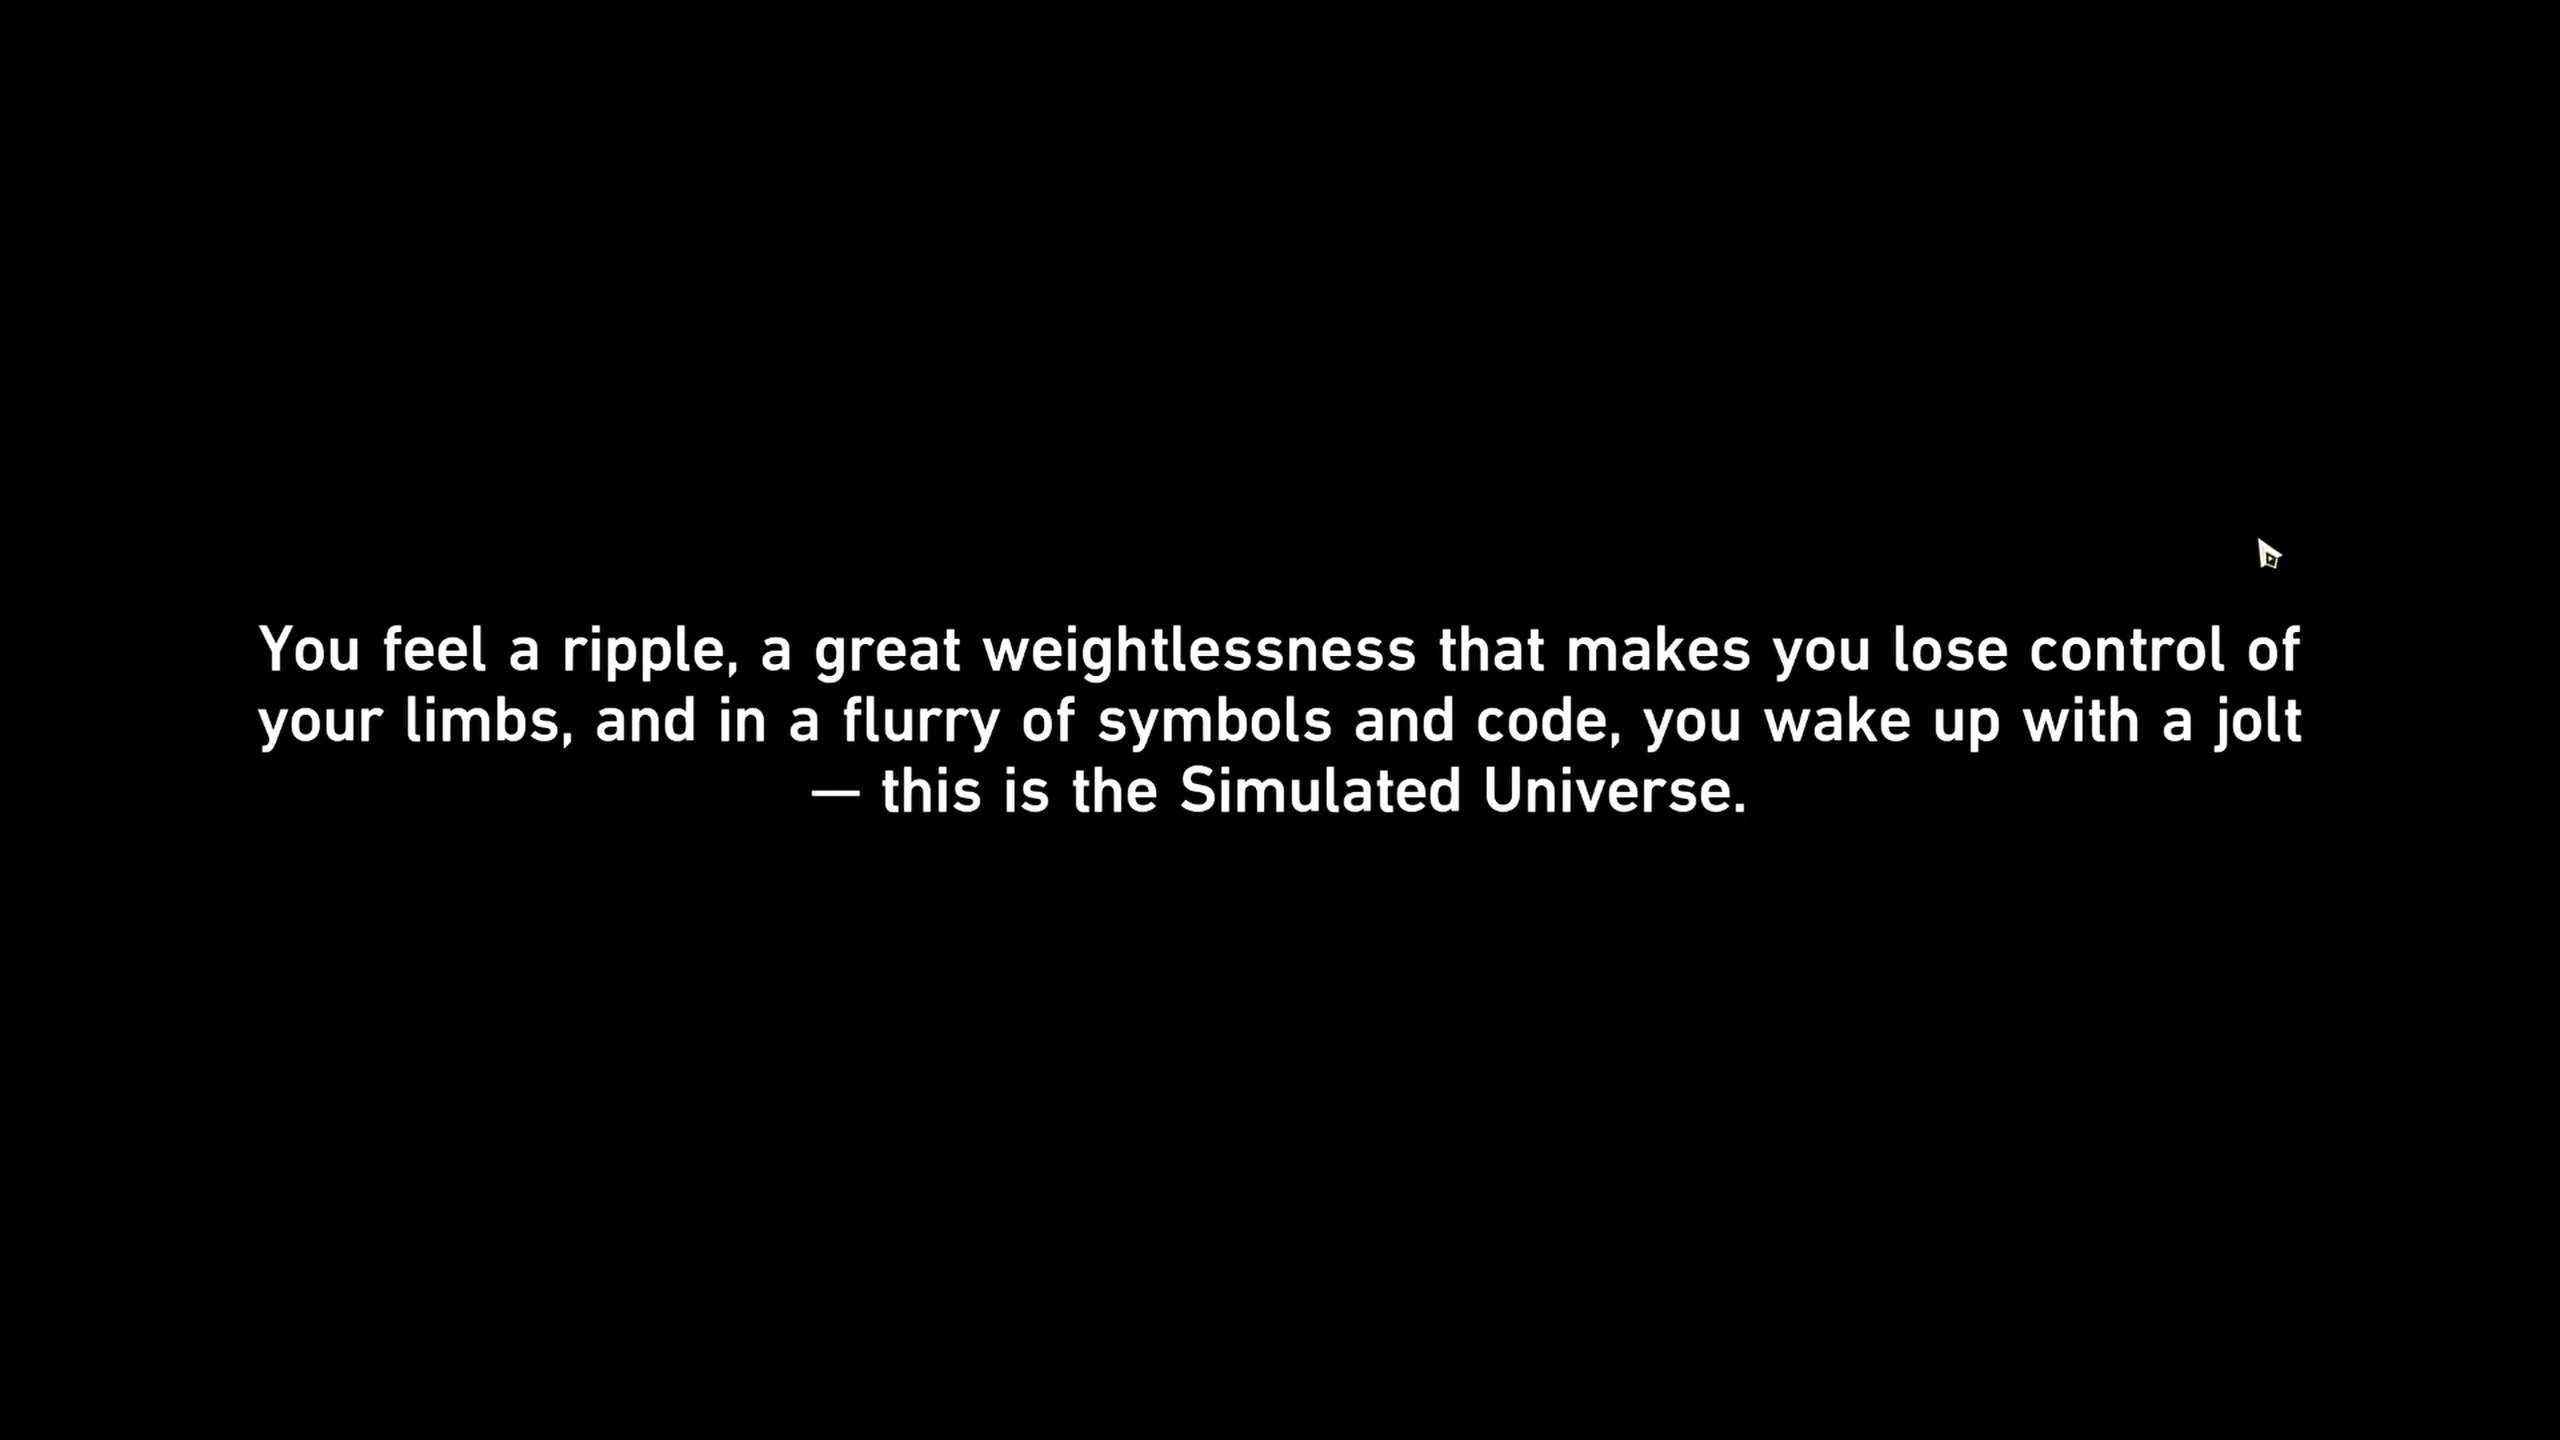 You feel a ripple, a great weightlessness that makes you lose control of
your limbs, and in a flurry of symbols and code, you wake up with a jolt
— this is the Simulated Universe.